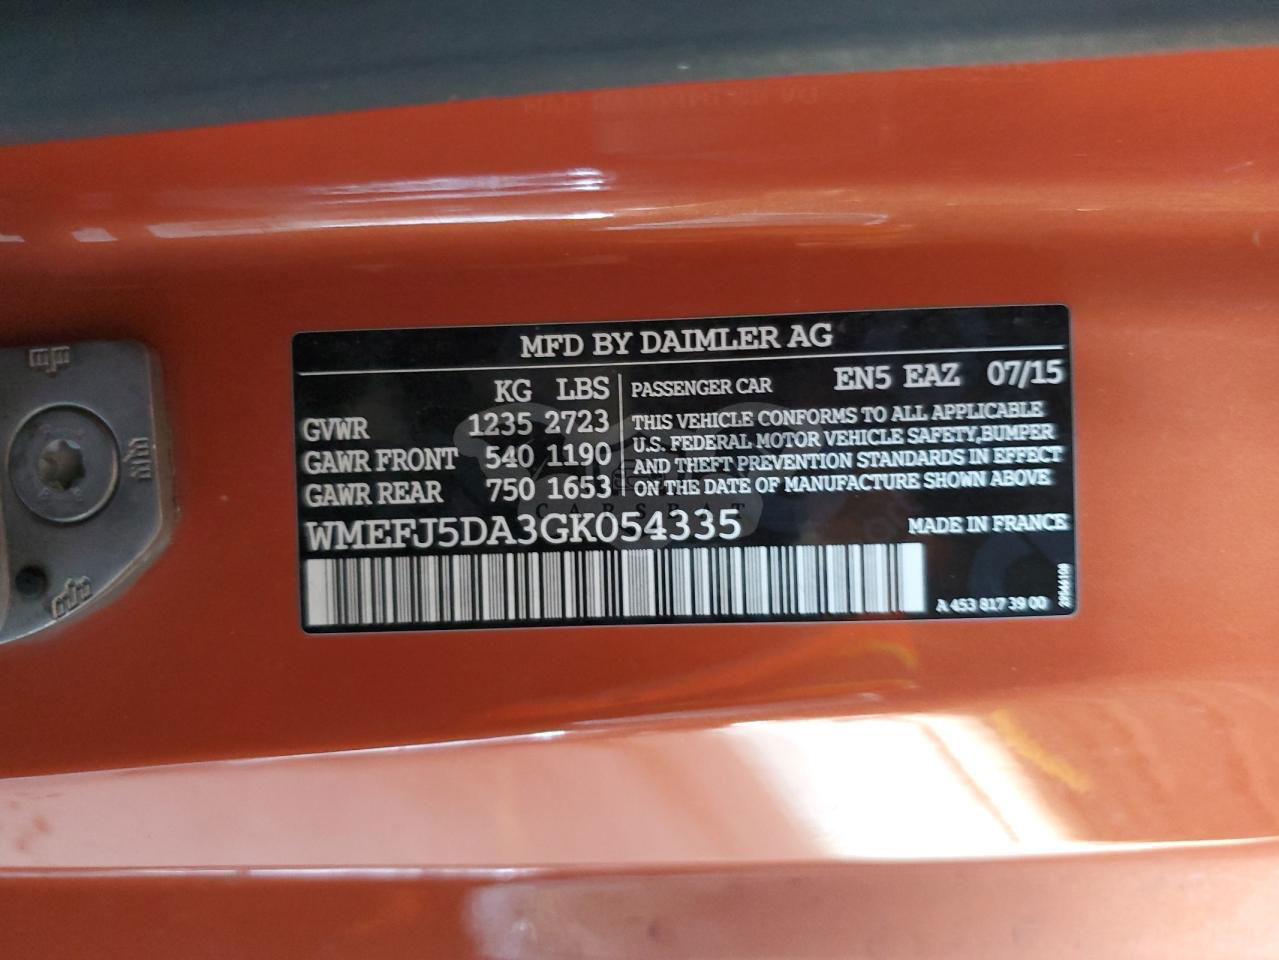 MFD BY DAIMLER AG
KG LBS
GVWR 1235 2723
GAWR FRONT 540 1190
GAWR REAR 750 1653
PASSENGER CAR EN5 EAZ 07/15
THIS VEHICLE CONFORMS TO ALL APPLICABLE
U.S. FEDERAL MOTOR VEHICLE SAFETY,BUMPER
AND THEFT PREVENTION STANDARDS IN EFFECT
ON THE DATE OF MANUFACTURE SHOWN ABOVE
WMEFJ5DA3GK054335 MADE IN FRANCE
A 453 817 39 00